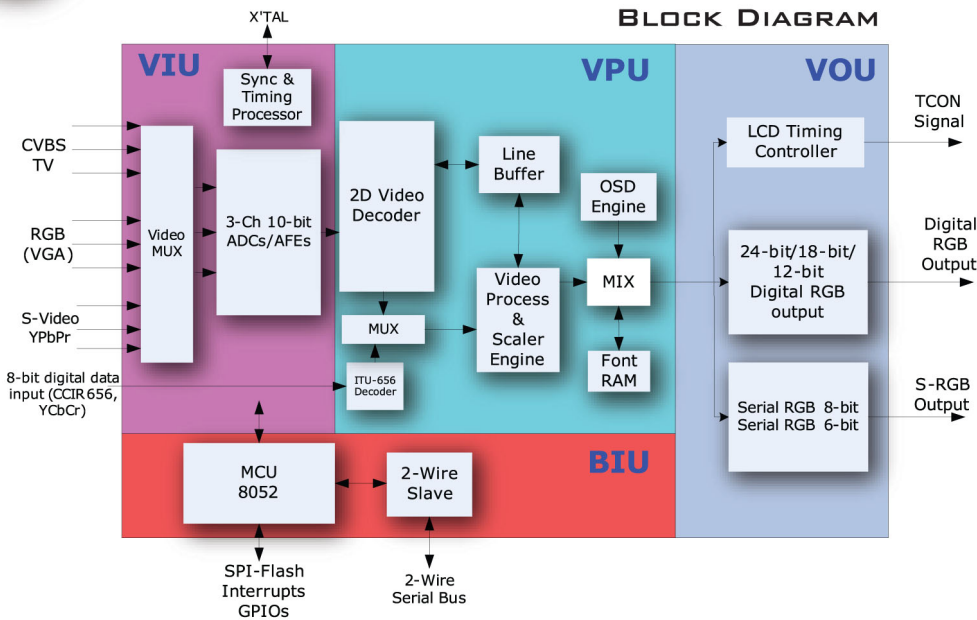 BLOCK DIAGRAM
X'TAL
VIU
VPU
VOU
Sync &
Timing
Processor
CVBS
TV
RGB
(VGA)
S-Video
YPbPr
8-bit digital data
input (CCIR 656,
YCbCr)
Video
MUX
3-Ch 10-bit
ADCs/AFEs
2D Video
Decoder
MUX
ITU-656
Decoder
Line
Buffer
Video
Process
&
Scaler
Engine
OSD
Engine
MIX
Font
RAM
LCD Timing
Controller
24-bit/18-bit/
12-bit
Digital RGB
output
Serial RGB 8-bit
Serial RGB 6-bit
TCON
Signal
Digital
RGB
Output
S-RGB
Output
BIU
MCU
8052
2-Wire
Slave
SPI-Flash
Interrupts
GPIOs
2-Wire
Serial Bus